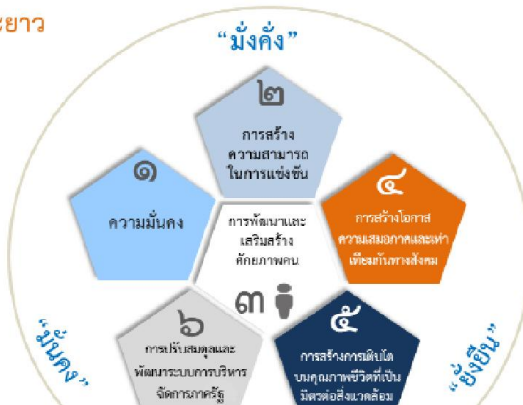 ะยาว
“มั่งคั่ง”
๒
การสร้าง
ความสามารถ
ในการแข่งขัน
๑
ความมั่นคง
๔
การสร้างโอกาส
ความเสมอภาคและเท่า
เทียมกันทางสังคม
การพัฒนาและ
เสริมสร้าง
ศักยภาพคน
๓
๖
การปรับสมดุลและ
พัฒนาระบบการบริหาร
จัดการภาครัฐ
๕
การสร้างการเติบโต
บนคุณภาพชีวิตที่เป็น
มิตรต่อสิ่งแวดล้อม
“มั่นคง”
“ยั่งยืน”